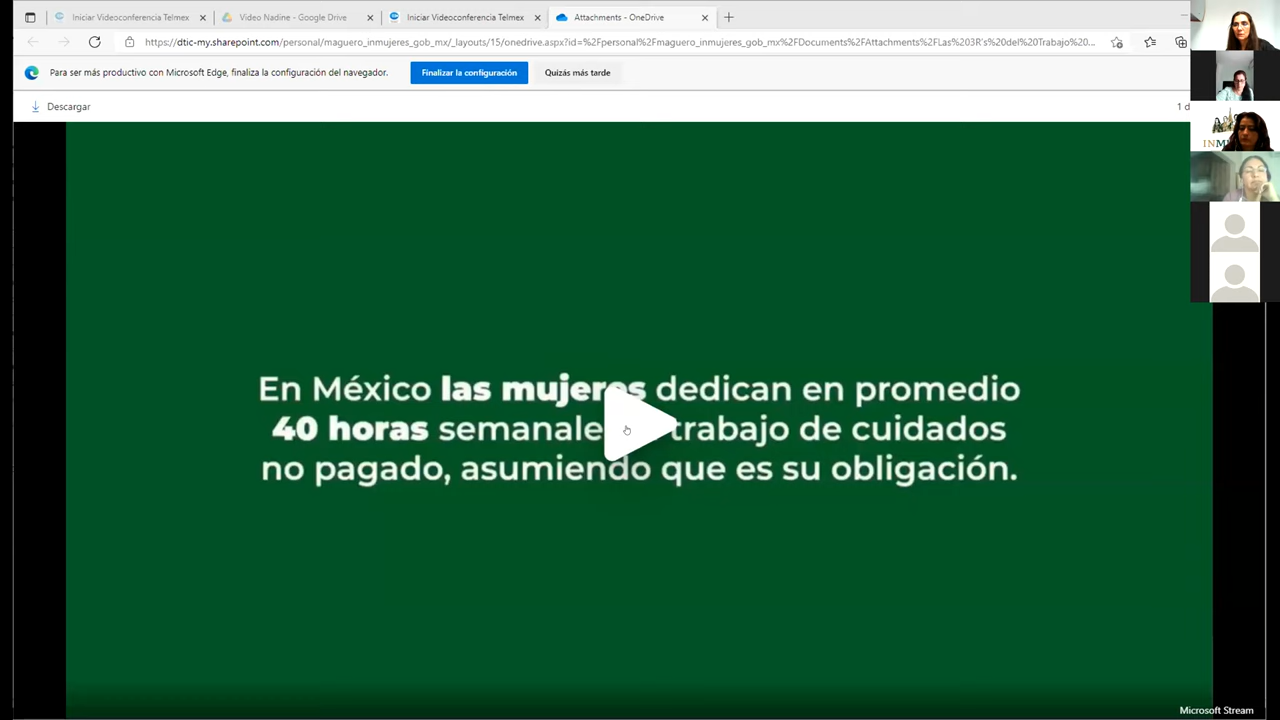 Iniciar Videoconferencia Telmex
Video Nadine - Google Drive
Iniciar Videoconferencia Telmex
Attachments - OneDrive
https://dtic-my.sharepoint.com/personal/maguero_inmujeres_gob_mx/_layouts/15/onedrive.aspx?id=%2Fpersonal%2Fmaguero_inmujeres_gob_mx%2FDocuments%2FAttachments%2FLas%203R's%20del%20Trabajo%20...
Para ser más productivo con Microsoft Edge, finaliza la configuración del navegador.
Finalizar la configuración
Quizás más tarde
Descargar
1 d
INM
En México las mujeres dedican en promedio
40 horas semanale trabajo de cuidados
no pagado, asumiendo que es su obligación.
Microsoft Stream